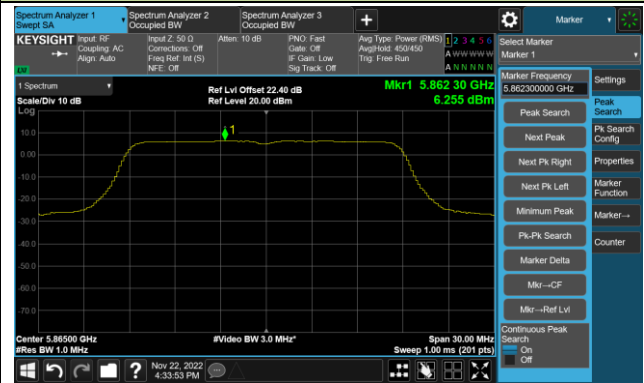 Spectrum Analyzer 1
Swept SA
Spectrum Analyzer 2
Occupied BW
Spectrum Analyzer 3
Occupied BW
Marker
KEYSIGHT
Input: RF
Coupling: AC
Align: Auto
Input Z: 50 Ω
Corrections: Off
Freq Ref: Int (S)
NFE: Off
Atten: 10 dB
PNO: Fast
Gate: Off
IF Gain: Low
Sig Track: Off
Avg Type: Power (RMS)
Avg|Hold: 450/450
Trig: Free Run
1 2 3 4 5 6
A W W W W W
A N N N N N
Select Marker
Marker 1
Marker Frequency
5.862300000 GHz
Settings
1 Spectrum
Scale/Div 10 dB
Log
Ref Lvl Offset 22.40 dB
Ref Level 20.00 dBm
Mkr1 5.862 30 GHz
6.255 dBm
Peak Search
Peak Search
Next Peak
Pk Search Config
Next Pk Right
Properties
Next Pk Left
Marker Function
Minimum Peak
Marker→
Pk-Pk Search
Counter
Marker Delta
Mkr→CF
Mkr→Ref Lvl
Continuous Peak Search
On
Off
1
10.0
0.00
-10.0
-20.0
-30.0
-40.0
-50.0
-60.0
-70.0
Center 5.86500 GHz
#Res BW 1.0 MHz
#Video BW 3.0 MHz*
Span 30.00 MHz
Sweep 1.00 ms (201 pts)
?
Nov 22, 2022
4:33:53 PM